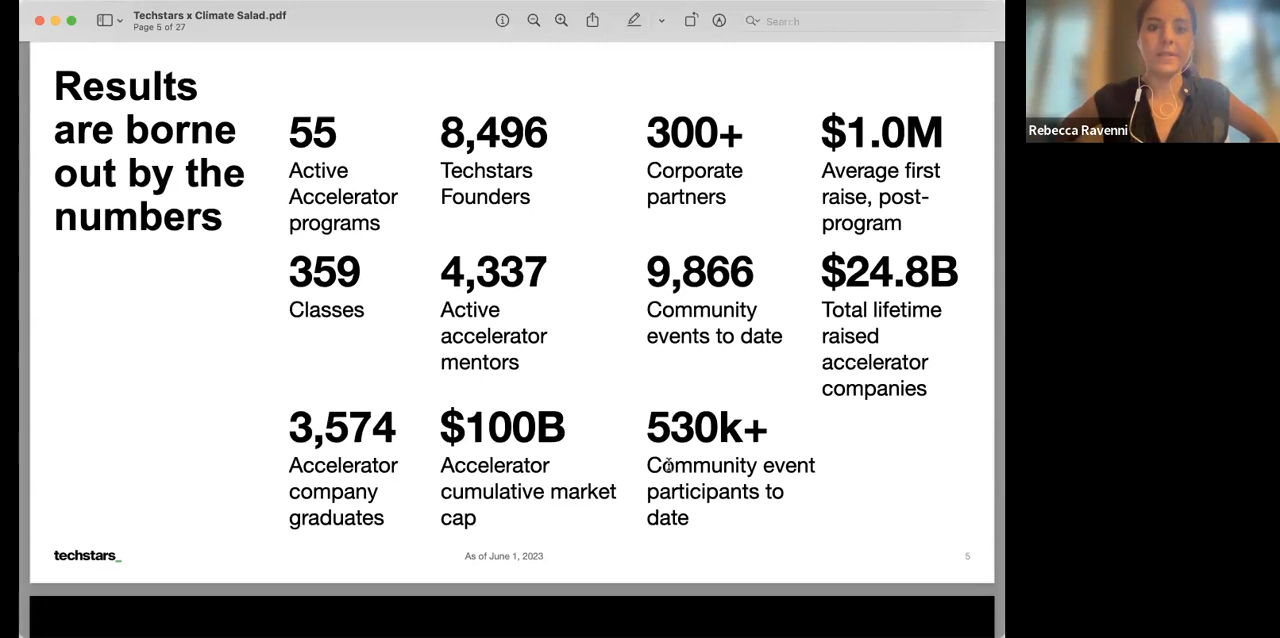 Techstars x Climate Salad.pdf
Page 5 of 27
Search
Rebecca Ravenni
Results
are borne
out by the
numbers
55
Active
Accelerator
programs
8,496
Techstars
Founders
300+
Corporate
partners
$1.0M
Average first
raise, post-
program
359
Classes
4,337
Active
accelerator
mentors
9,866
Community
events to date
$24.8B
Total lifetime
raised
accelerator
companies
3,574
Accelerator
company
graduates
$100B
Accelerator
cumulative market
cap
530k+
Community event
participants to
date
techstars_
As of June 1, 2023
5